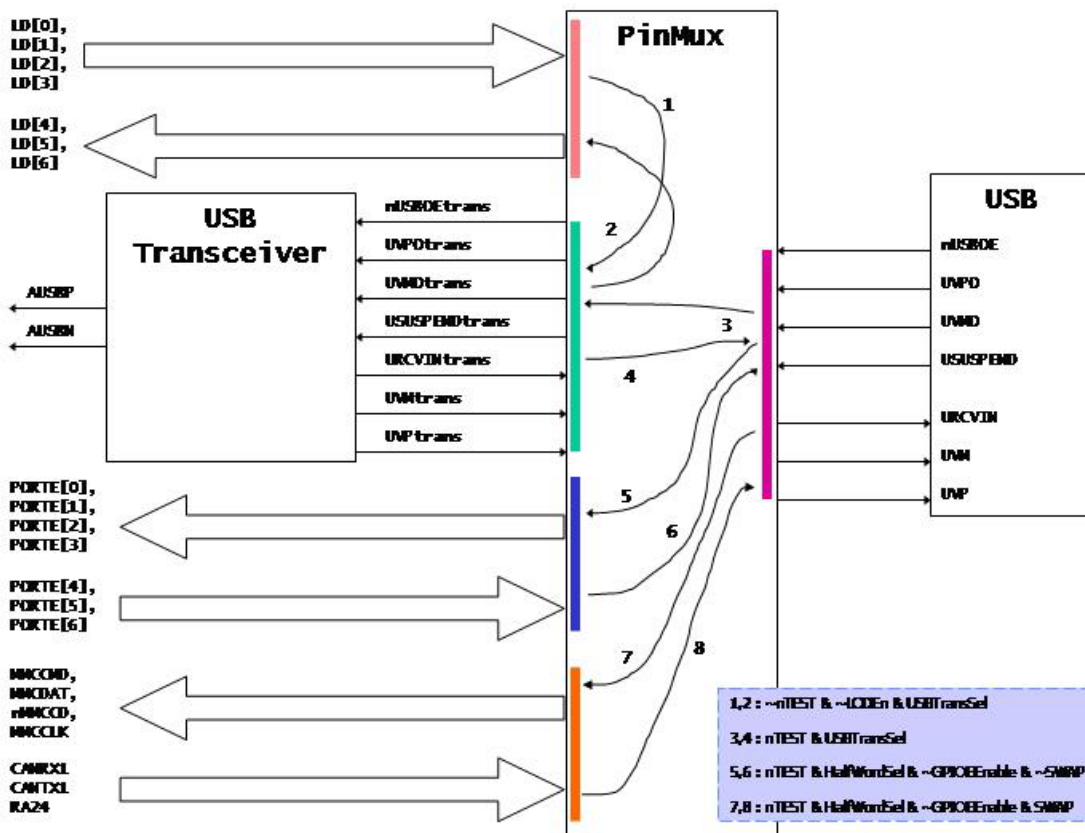 LD[0],
LD[1],
LD[2],
LD[3]
PinMux
1
LD[4],
LD[5],
LD[6]
USB
Transceiver
nUSBOEtrans
UVPOtrans
UVMOtrans
USUSPENDtrans
URCVINtrans
UVMtrans
UVPtrans
AUSBP
AUSBN
2
3
4
USB
nUSBOE
UVPO
UVMO
USUSPEND
URCVIN
UVM
UVP
PORTE[0],
PORTE[1],
PORTE[2],
PORTE[3]
5
6
PORTE[4],
PORTE[5],
PORTE[6]
MMCCMD,
MMCDAT,
nMMCCD,
MMCCLK
7
8
CANRX1
CANTX1
RA24
1,2 : ~nTEST & ~LCDEn & USBTransSel
3,4 : nTEST & USBTransSel
5,6 : nTEST & HalfWordSel & ~GPIOEEnable & ~SWAP
7,8 : nTEST & HalfWordSel & ~GPIOEEnable & SWAP